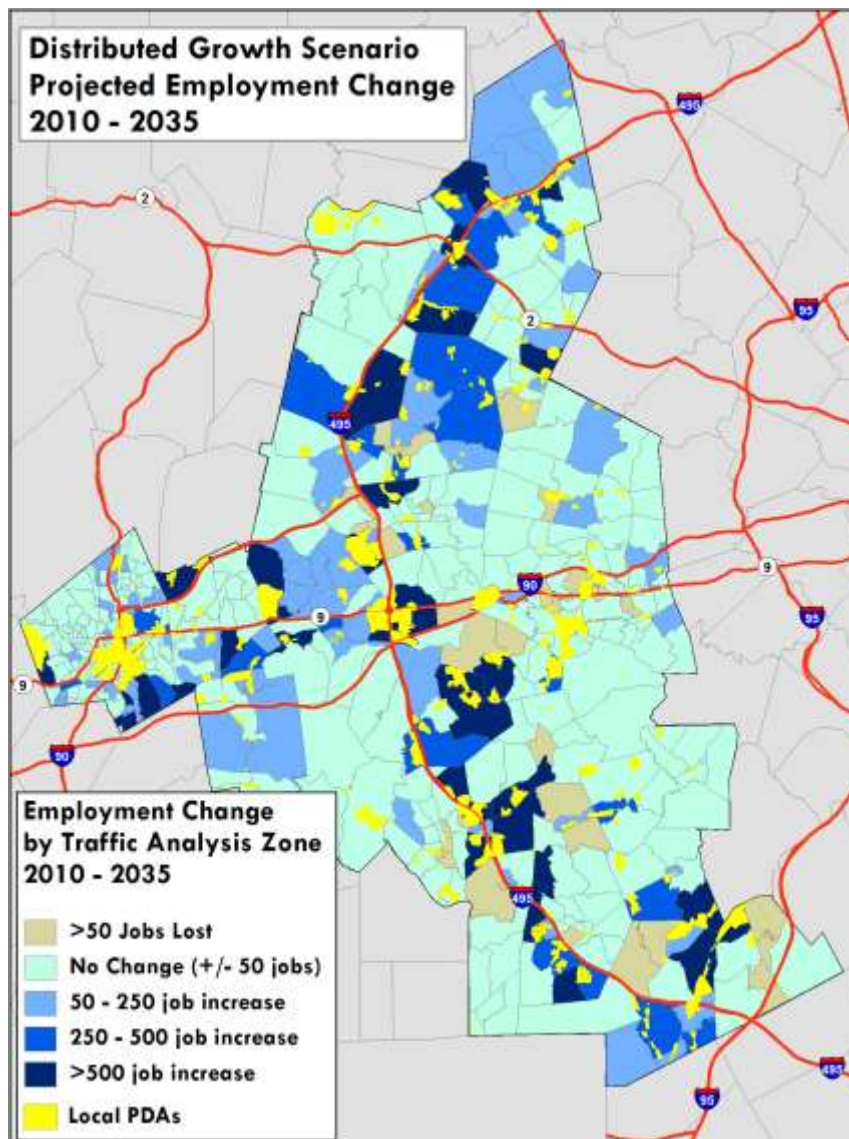 Distributed Growth Scenario
Projected Employment Change
2010 - 2035
495
2
95
2
495
90
9
9
95
9
90
495
495
95
Employment Change
by Traffic Analysis Zone
2010 - 2035
>50 Jobs Lost
No Change (+/- 50 jobs)
50 - 250 job increase
250 - 500 job increase
>500 job increase
Local PDAs